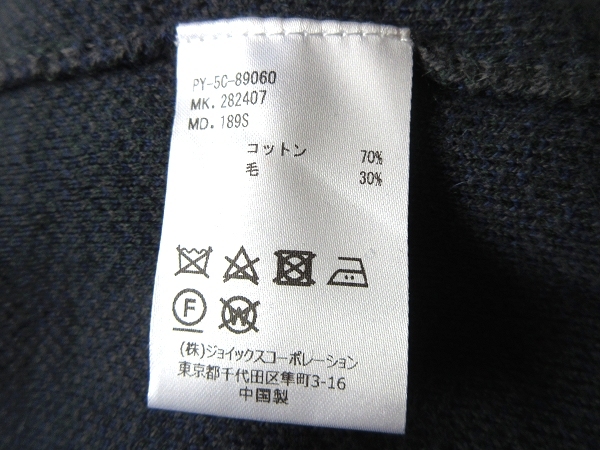 PY-5C-89060
MK. 282407
MD. 189S
コットン 70%
毛 30%
F W
(株)ジョイックスコーポレーション
東京都千代田区隼町3-16
中国製